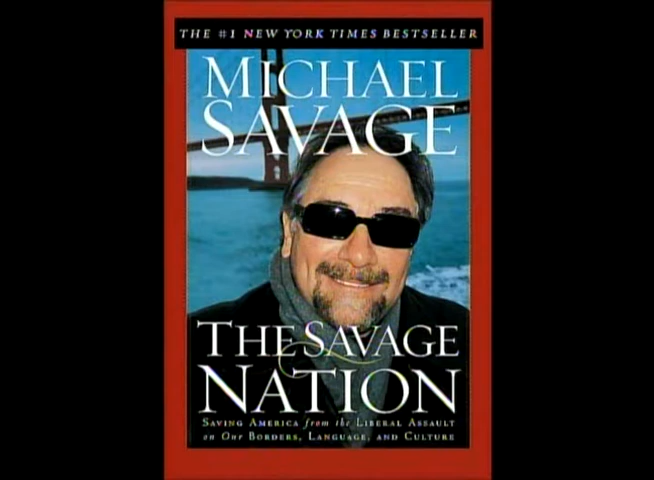 THE #1 NEW YORK TIMES BESTSELLER
MICHAEL
SAVAGE
THE SAVAGE
NATION
SAVING AMERICA from the LIBERAL ASSAULT
on OUR BORDERS, LANGUAGE, AND CULTURE